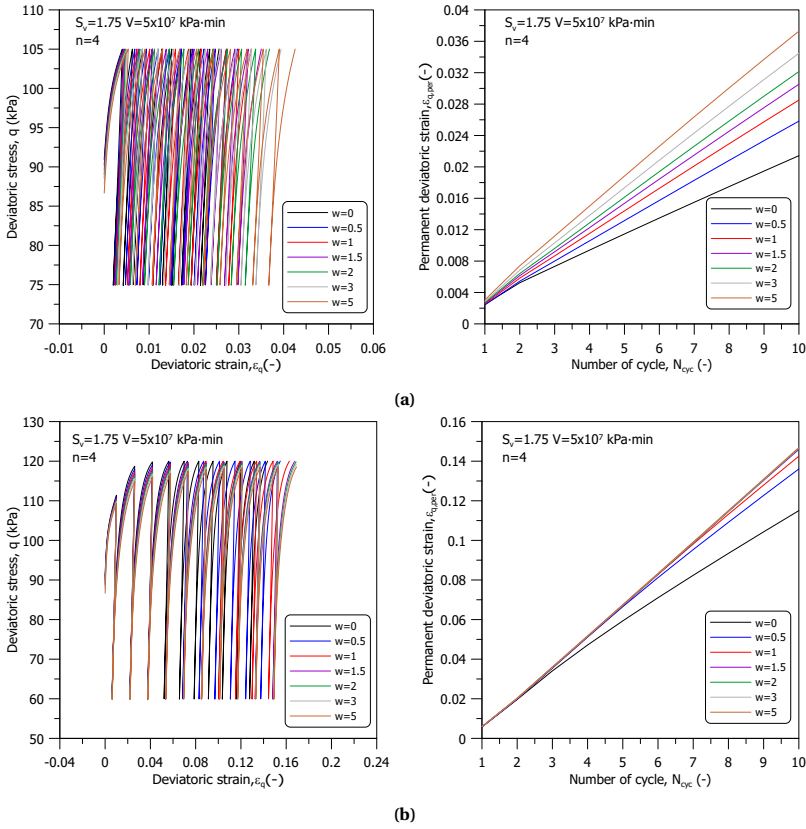 S_v=1.75 V=5x10⁷ kPa·min
n=4
110
105
100
95
90
85
80
75
70
Deviatoric stress, q (kPa)
w=0
w=0.5
w=1
w=1.5
w=2
w=3
w=5
-0.01 0 0.01 0.02 0.03 0.04 0.05 0.06
Deviatoric strain,ε_q(-)
S_v=1.75 V=5x10⁷ kPa·min
n=4
0.04
0.036
0.032
0.028
0.024
0.02
0.016
0.012
0.008
0.004
0
Permanent deviatoric strain,ε_q,per(-)
w=0
w=0.5
w=1
w=1.5
w=2
w=3
w=5
1 2 3 4 5 6 7 8 9 10
Number of cycle, N_cyc (-)
(a)
S_v=1.75 V=5x10⁷ kPa·min
n=4
130
120
110
100
90
80
70
60
50
Deviatoric stress, q (kPa)
w=0
w=0.5
w=1
w=1.5
w=2
w=3
w=5
-0.04 0 0.04 0.08 0.12 0.16 0.2 0.24
Deviatoric strain,ε_q(-)
S_v=1.75 V=5x10⁷ kPa·min
n=4
0.16
0.14
0.12
0.1
0.08
0.06
0.04
0.02
0
Permanent deviatoric strain,ε_q,per(-)
w=0
w=0.5
w=1
w=1.5
w=2
w=3
w=5
1 2 3 4 5 6 7 8 9 10
Number of cycle, N_cyc (-)
(b)